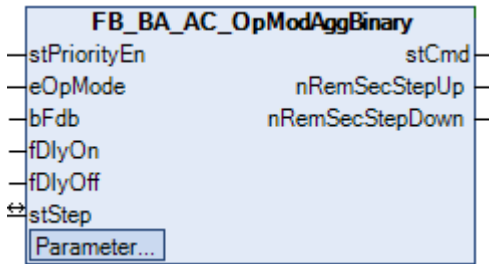 FB_BA_AC_OpModAggBinary
stPriorityEn stCmd
eOpMode nRemSecStepUp
bFdb nRemSecStepDown
fDlyOn
fDlyOff
stStep
Parameter...